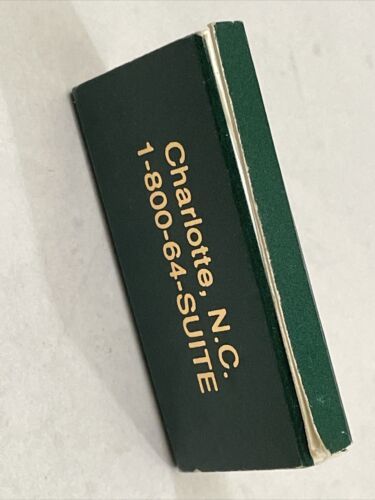 Charlotte, N.C.
1-800-64-SUITE